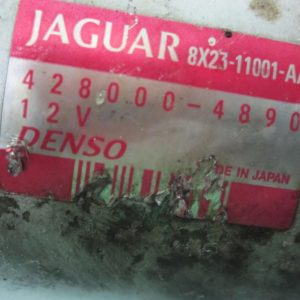 JAGUAR 8X23-11001-AA
428000-4890
12V
DENSO
MADE IN JAPAN